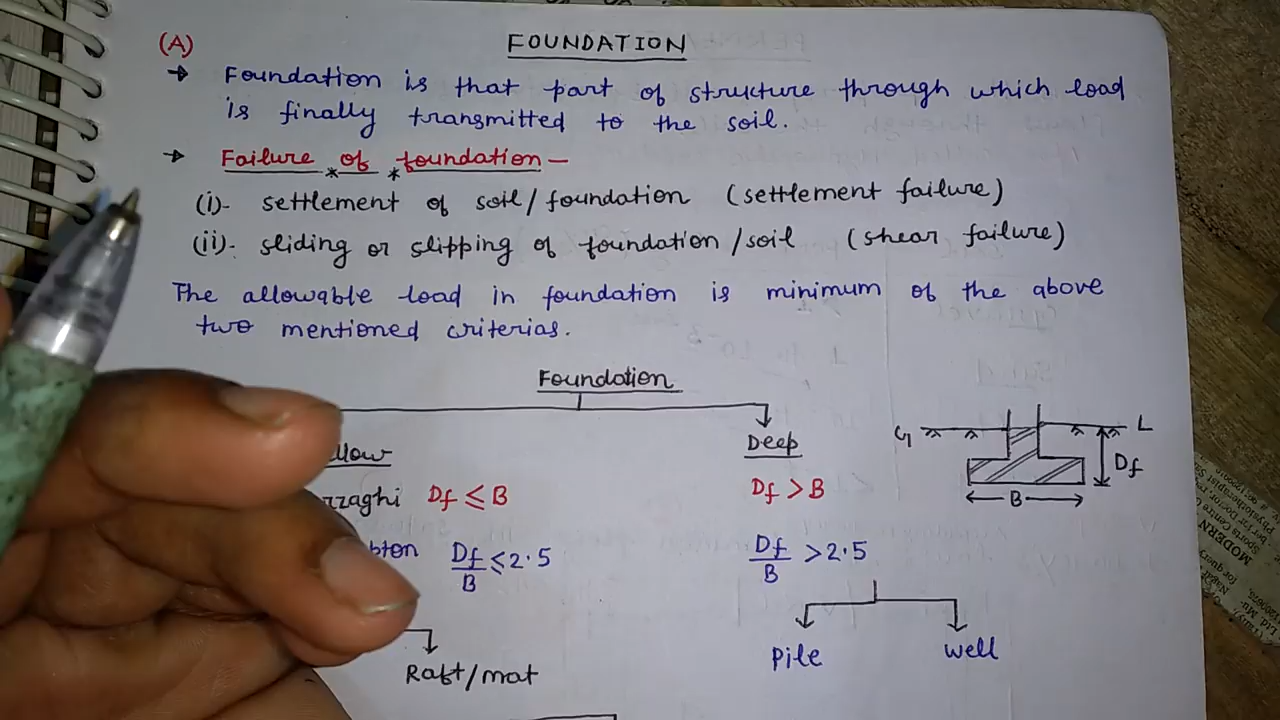 (A)
FOUNDATION
→ Foundation is that part of structure through which load
is finally transmitted to the soil.
→ Failure of foundation –
(i)- settlement of soil/foundation (settlement failure)
(ii)- sliding or slipping of foundation/soil (shear failure)
The allowable load in foundation is minimum of the above
two mentioned criterias.
Foundation
Deep
Df ≤ B
Df > B
Df/B ≤ 2.5
Df/B > 2.5
Raft/mat
Pile
well
G
L
Df
B
MODERN
for query